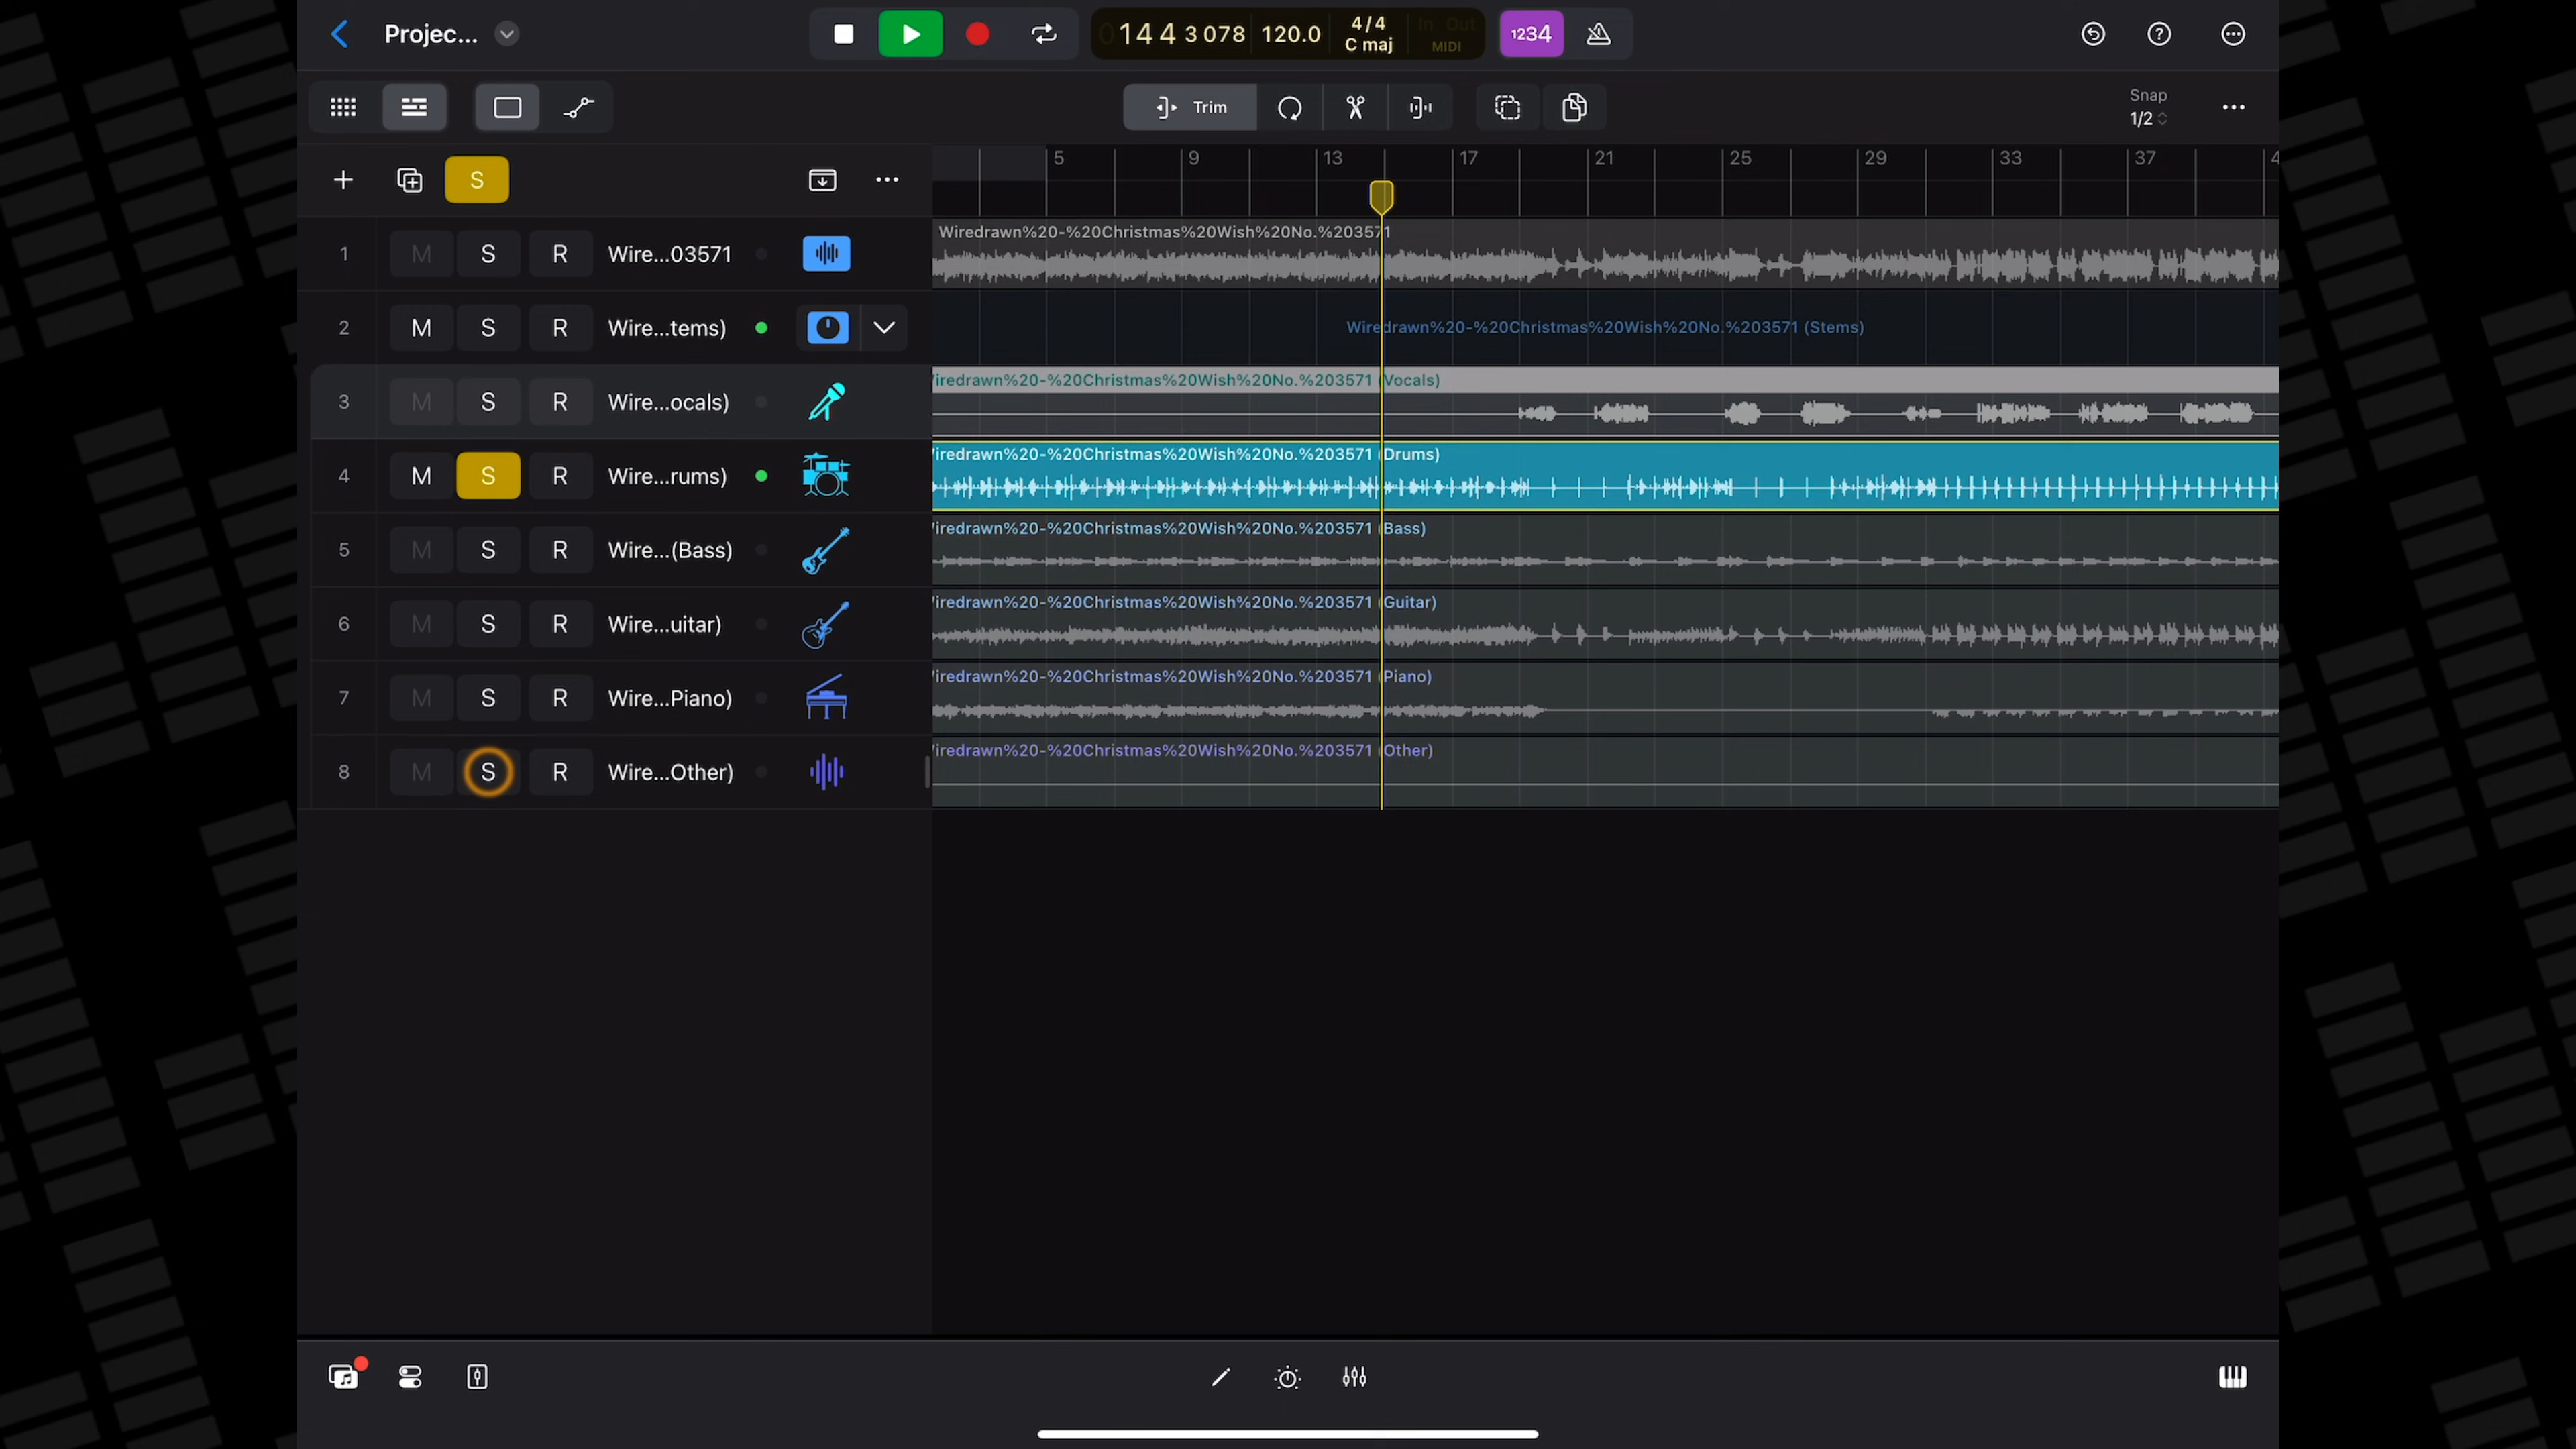 Projec...
14 4 3 078
120.0
4/4
C maj
In Out
MIDI
1234
Trim
Snap
1/2
S
5 9 13 17 21 25 29 33 37 4
1 M S R Wire...03571
Wiredrawn%20-%20Christmas%20Wish%20No.%203571
2 M S R Wire...tems)
Wiredrawn%20-%20Christmas%20Wish%20No.%203571 (Stems)
3 M S R Wire...ocals)
iredrawn%20-%20Christmas%20Wish%20No.%203571 (Vocals)
4 M S R Wire...rums)
iredrawn%20-%20Christmas%20Wish%20No.%203571 (Drums)
5 M S R Wire...(Bass)
iredrawn%20-%20Christmas%20Wish%20No.%203571 (Bass)
6 M S R Wire...uitar)
iredrawn%20-%20Christmas%20Wish%20No.%203571 (Guitar)
7 M S R Wire...Piano)
iredrawn%20-%20Christmas%20Wish%20No.%203571 (Piano)
8 M S R Wire...Other)
iredrawn%20-%20Christmas%20Wish%20No.%203571 (Other)